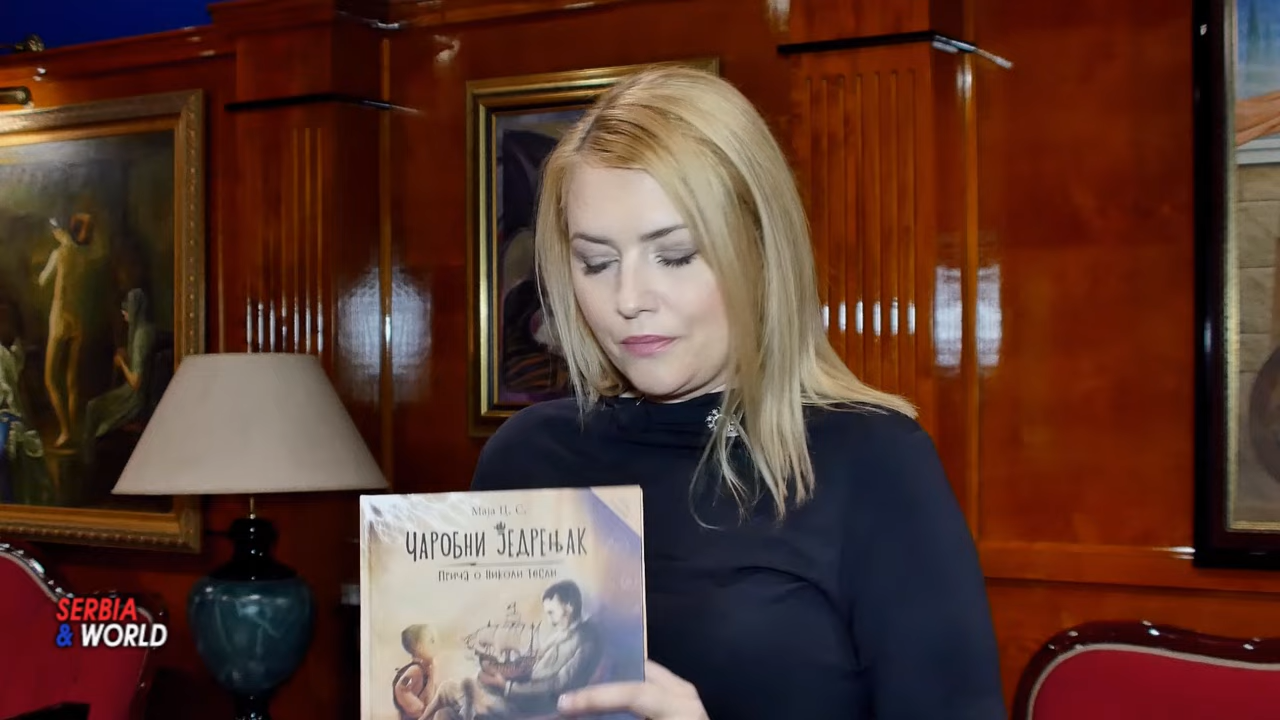 Маја Ц. С.
ЧАРОБНИ ЈЕДРЕЊАК
Прича о Николи Тесли
SERBIA
& WORLD